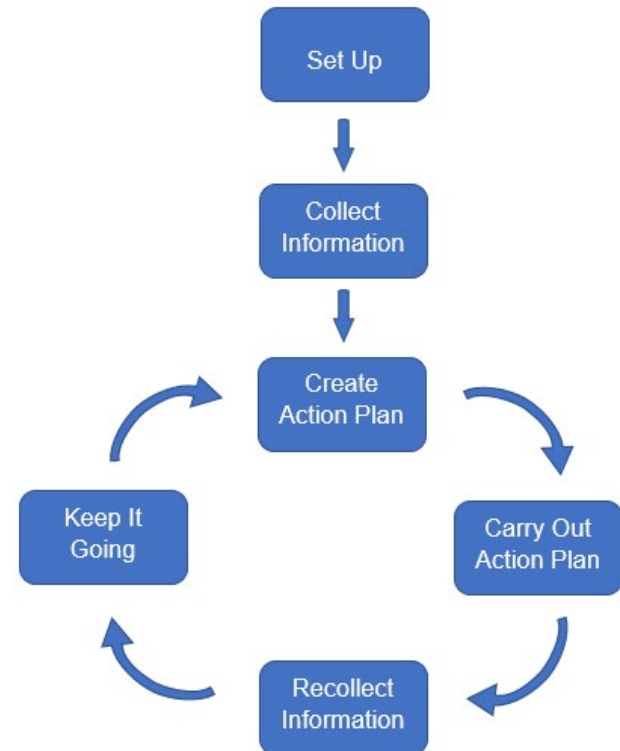 Set Up
Collect
Information
Create
Action Plan
Carry Out
Action Plan
Recollect
Information
Keep It
Going